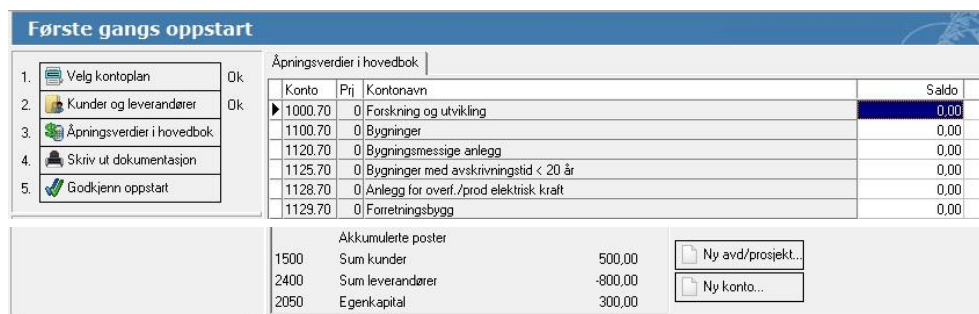 Første gangs oppstart
1. Velg kontoplan Ok
2. Kunder og leverandører Ok
3. Åpningsverdier i hovedbok
4. Skriv ut dokumentasjon
5. Godkjenn oppstart
Åpningsverdier i hovedbok
Konto Prj Kontonavn Saldo
1000.70 0 Forskning og utvikling 0,00
1100.70 0 Bygninger 0,00
1120.70 0 Bygningsmessige anlegg 0,00
1125.70 0 Bygninger med avskrivningstid < 20 år 0,00
1128.70 0 Anlegg for overf./prod elektrisk kraft 0,00
1129.70 0 Forretningsbygg 0,00
Akkumulerte poster
1500 Sum kunder 500,00
2400 Sum leverandører -800,00
2050 Egenkapital 300,00
Ny avd/prosjekt...
Ny konto...